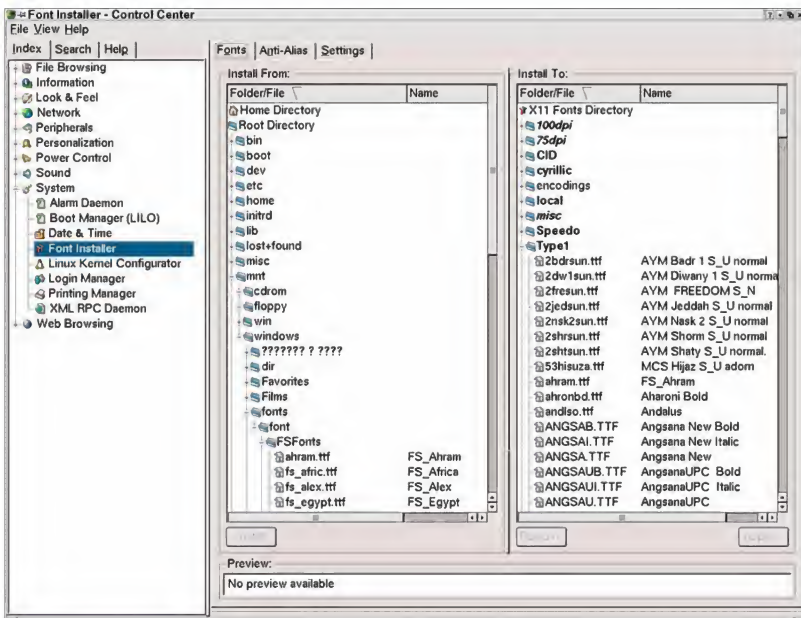 Font Installer - Control Center
File View Help
Index Search Help
File Browsing
Information
Look & Feel
Network
Peripherals
Personalization
Power Control
Sound
System
Alarm Daemon
Boot Manager (LILO)
Date & Time
Font Installer
Linux Kernel Configurator
Login Manager
Printing Manager
XML RPC Daemon
Web Browsing
Fonts Anti-Alias Settings
Install From:
Folder/File Name
Home Directory
Root Directory
bin
boot
dev
etc
home
initrd
lib
lost+found
misc
mnt
cdrom
floppy
win
windows
??????? ? ????
dir
Favorites
Films
fonts
font
FSFonts
ahram.ttf FS_Ahram
fs_afric.ttf FS_Africa
fs_alex.ttf FS_Alex
fs_egypt.ttf FS_Egypt
Install To:
Folder/File Name
X11 Fonts Directory
100dpi
75dpi
CID
cyrillic
encodings
local
misc
Speedo
Type1
2bdrsun.ttf AYM Badr 1 S_U normal
2dw1sun.ttf AYM Diwany 1 S_U norma
2fresun.ttf AYM FREEDOM S_N
2jedsun.ttf AYM Jeddah S_U normal
2nsk2sun.ttf AYM Nask 2 S_U normal
2shrsun.ttf AYM Shorm S_U normal
2shtsun.ttf AYM Shaty S_U normal.
53hisuza.ttf MCS Hijaz S_U adorn
ahram.ttf FS_Ahram
ahronbd.ttf Aharoni Bold
andlso.ttf Andalus
ANGSAB.TTF Angsana New Bold
ANGSAI.TTF Angsana New Italic
ANGSA.TTF Angsana New
ANGSAUB.TTF AngsanaUPC Bold
ANGSAUI.TTF AngsanaUPC Italic
ANGSAU.TTF AngsanaUPC
Preview:
No preview available